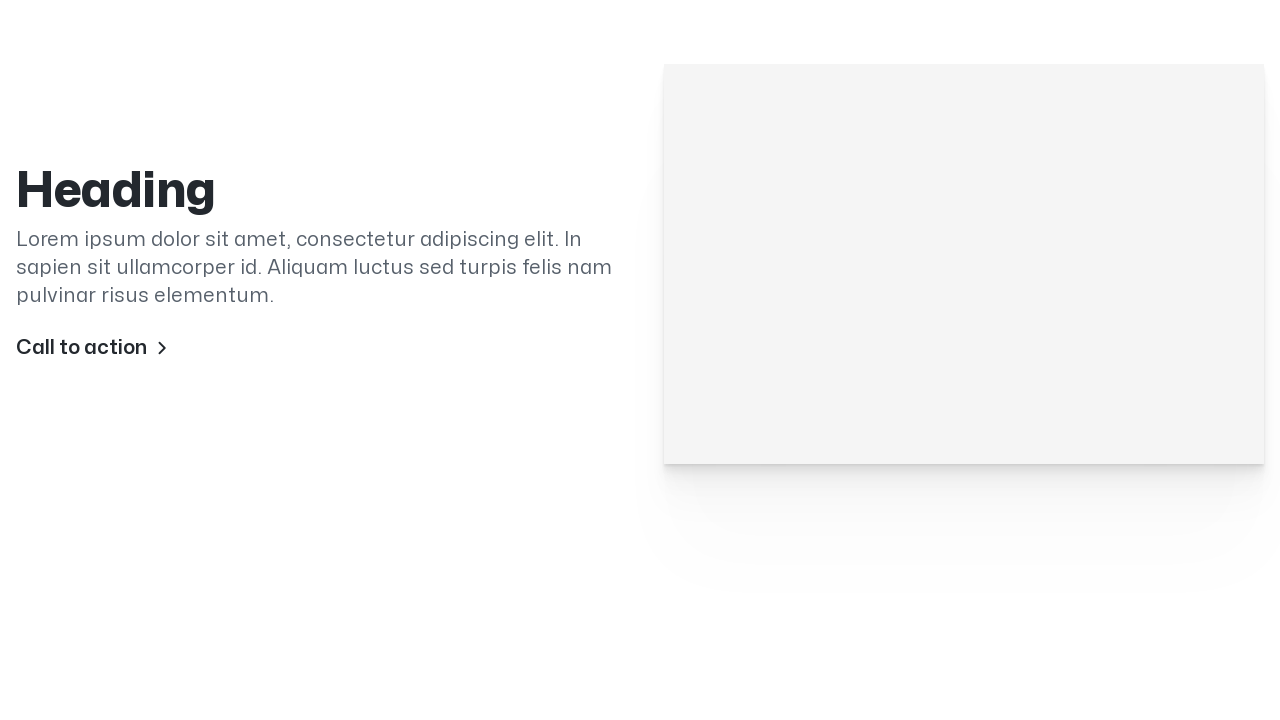 Heading
Lorem ipsum dolor sit amet, consectetur adipiscing elit. In
sapien sit ullamcorper id. Aliquam luctus sed turpis felis nam
pulvinar risus elementum.
Call to action